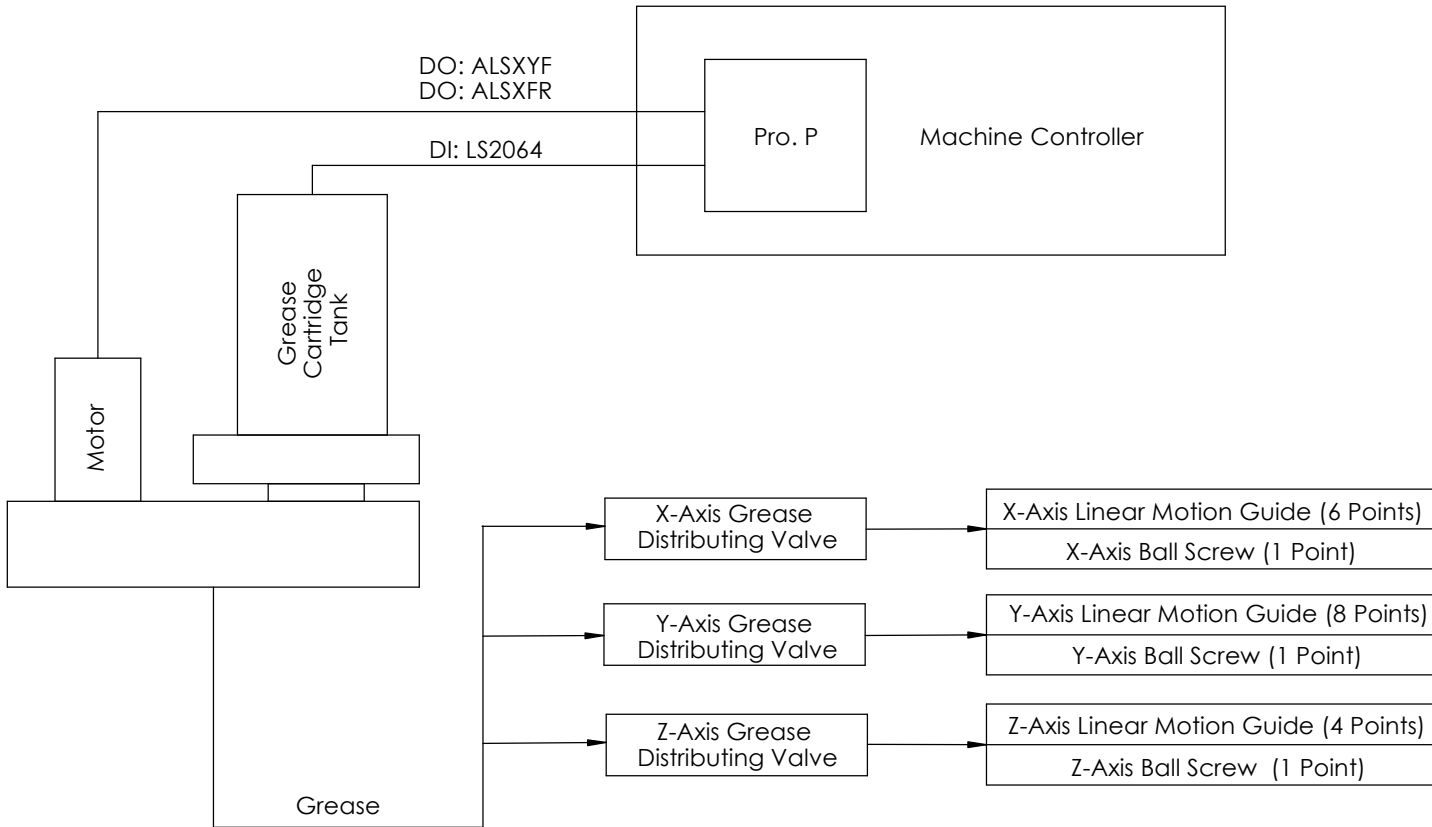 DO: ALSXYF
DO: ALSXFR
DI: LS2064
Pro. P
Machine Controller
Grease
Cartridge
Tank
Motor
X-Axis Grease
Distributing Valve
X-Axis Linear Motion Guide (6 Points)
X-Axis Ball Screw (1 Point)
Y-Axis Grease
Distributing Valve
Y-Axis Linear Motion Guide (8 Points)
Y-Axis Ball Screw (1 Point)
Z-Axis Grease
Distributing Valve
Z-Axis Linear Motion Guide (4 Points)
Z-Axis Ball Screw (1 Point)
Grease